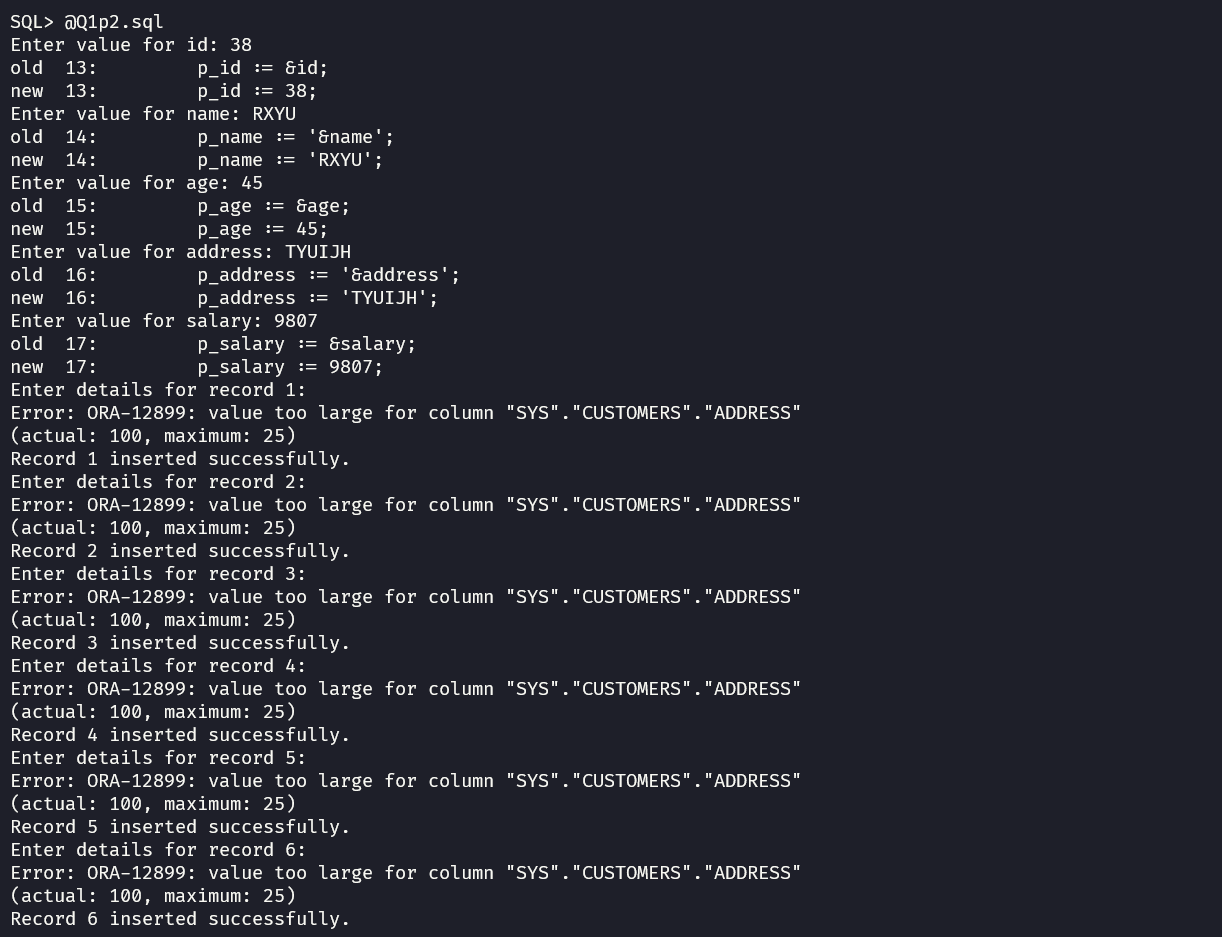 SQL> @Q1p2.sql
Enter value for id: 38
old  13:         p_id := &id;
new  13:         p_id := 38;
Enter value for name: RXYU
old  14:         p_name := '&name';
new  14:         p_name := 'RXYU';
Enter value for age: 45
old  15:         p_age := &age;
new  15:         p_age := 45;
Enter value for address: TYUIJH
old  16:         p_address := '&address';
new  16:         p_address := 'TYUIJH';
Enter value for salary: 9807
old  17:         p_salary := &salary;
new  17:         p_salary := 9807;
Enter details for record 1:
Error: ORA-12899: value too large for column "SYS"."CUSTOMERS"."ADDRESS"
(actual: 100, maximum: 25)
Record 1 inserted successfully.
Enter details for record 2:
Error: ORA-12899: value too large for column "SYS"."CUSTOMERS"."ADDRESS"
(actual: 100, maximum: 25)
Record 2 inserted successfully.
Enter details for record 3:
Error: ORA-12899: value too large for column "SYS"."CUSTOMERS"."ADDRESS"
(actual: 100, maximum: 25)
Record 3 inserted successfully.
Enter details for record 4:
Error: ORA-12899: value too large for column "SYS"."CUSTOMERS"."ADDRESS"
(actual: 100, maximum: 25)
Record 4 inserted successfully.
Enter details for record 5:
Error: ORA-12899: value too large for column "SYS"."CUSTOMERS"."ADDRESS"
(actual: 100, maximum: 25)
Record 5 inserted successfully.
Enter details for record 6:
Error: ORA-12899: value too large for column "SYS"."CUSTOMERS"."ADDRESS"
(actual: 100, maximum: 25)
Record 6 inserted successfully.